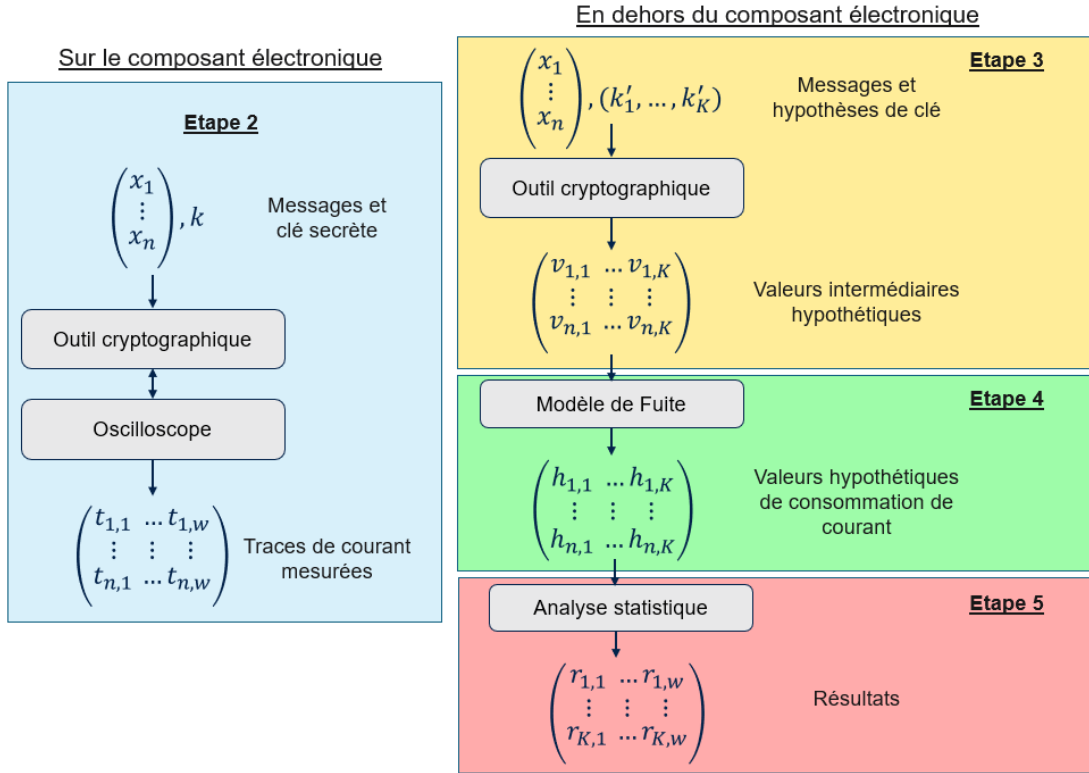 Sur le composant électronique
Etape 2
(x₁ ⋮ xₙ), k
Messages et
clé secrète
Outil cryptographique
Oscilloscope
t₁,₁ … t₁,w
⋮ ⋮ ⋮
tₙ,₁ … tₙ,w
Traces de courant
mesurées
En dehors du composant électronique
Etape 3
(x₁ ⋮ xₙ), (k′₁, … , k′K)
Messages et
hypothèses de clé
Outil cryptographique
v₁,₁ … v₁,K
⋮ ⋮ ⋮
vₙ,₁ … vₙ,K
Valeurs intermédiaires
hypothétiques
Etape 4
Modèle de Fuite
h₁,₁ … h₁,K
⋮ ⋮ ⋮
hₙ,₁ … hₙ,K
Valeurs hypothétiques
de consommation de
courant
Etape 5
Analyse statistique
r₁,₁ … r₁,w
⋮ ⋮ ⋮
rK,₁ … rK,w
Résultats